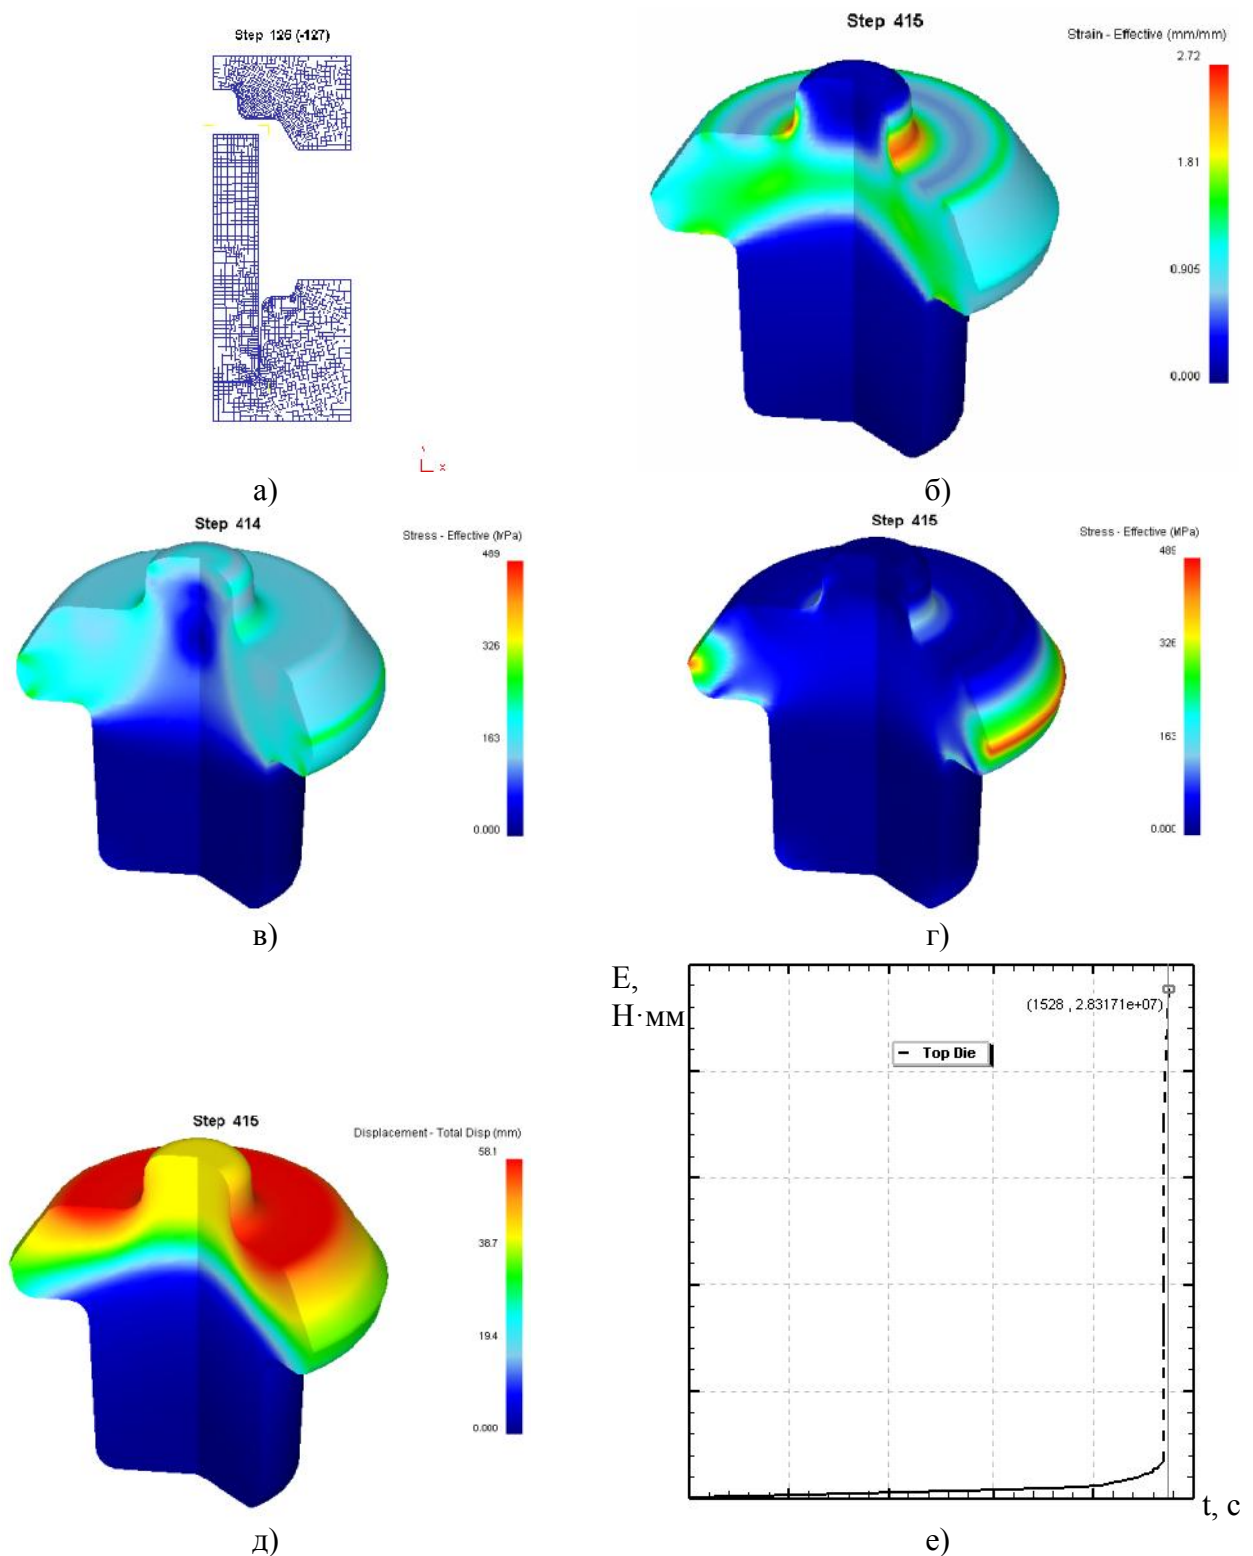 Step 126 (-127)
Y
X
а)
Step 415
Strain - Effective (mm/mm)
2.72
1.81
0.905
0.000
б)
Step 414
Stress - Effective (MPa)
489
326
163
0.000
в)
Step 415
Stress - Effective (MPa)
489
326
163
0.000
г)
Step 415
Displacement - Total Disp (mm)
58.1
38.7
19.4
0.000
д)
E,
Н·мм
(1528 , 2.83171e+07)
Top Die
t, c
е)